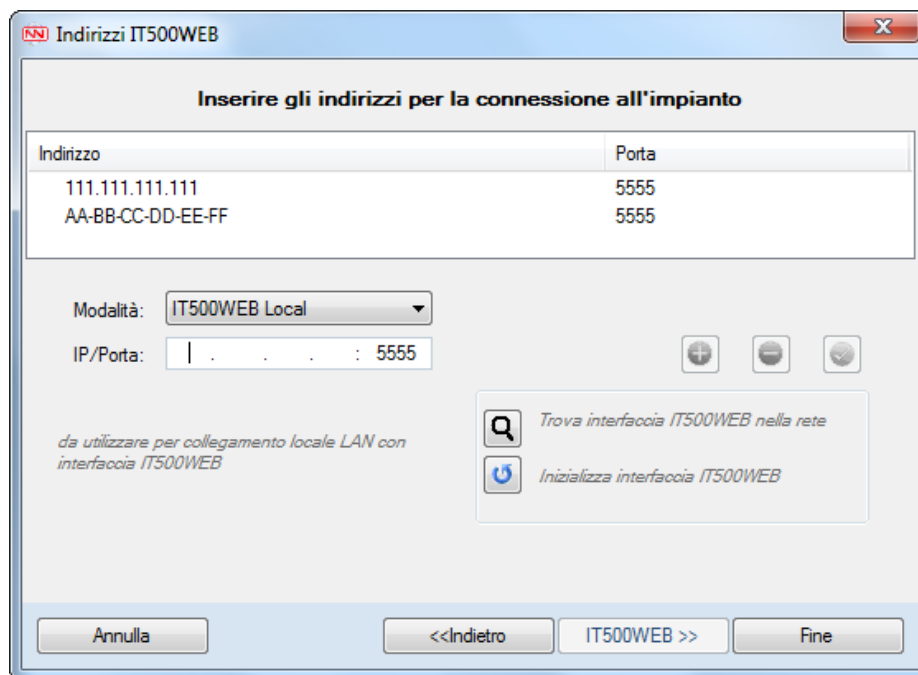 Indirizzi IT500WEB
Inserire gli indirizzi per la connessione all'impianto
Indirizzo Porta
111.111.111.111 5555
AA-BB-CC-DD-EE-FF 5555
Modalità: IT500WEB Local
IP/Porta: . . . : 5555
da utilizzare per collegamento locale LAN con
interfaccia IT500WEB
Trova interfaccia IT500WEB nella rete
Inizializza interfaccia IT500WEB
Annulla <<Indietro IT500WEB >> Fine